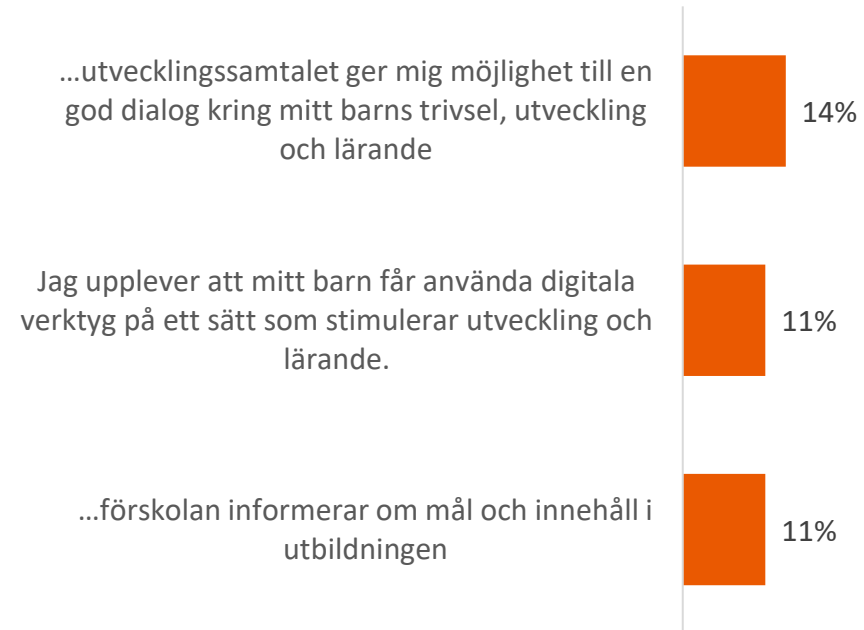 ...utvecklingssamtalet ger mig möjlighet till en
god dialog kring mitt barns trivsel, utveckling
och lärande
14%
Jag upplever att mitt barn får använda digitala
verktyg på ett sätt som stimulerar utveckling och
lärande.
11%
...förskolan informerar om mål och innehåll i
utbildningen
11%